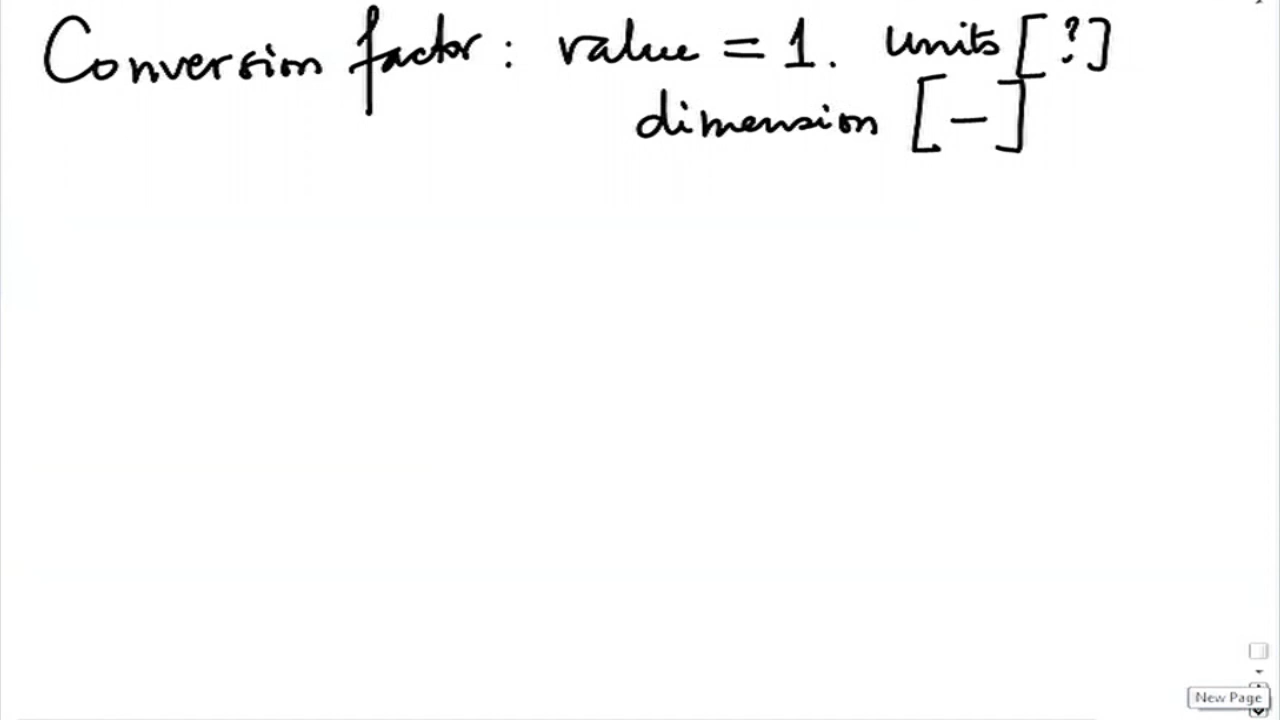 Conversion factor : value = 1. units [?]
dimension [-]
New Page